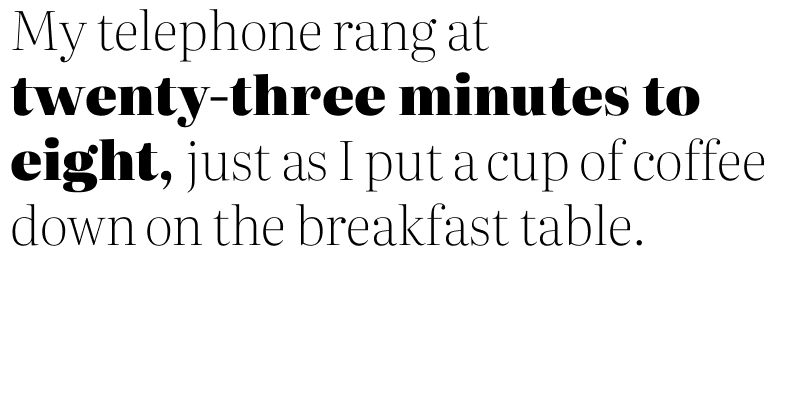 My telephone rang at
twenty-three minutes to
eight, just as I put a cup of coffee
down on the breakfast table.